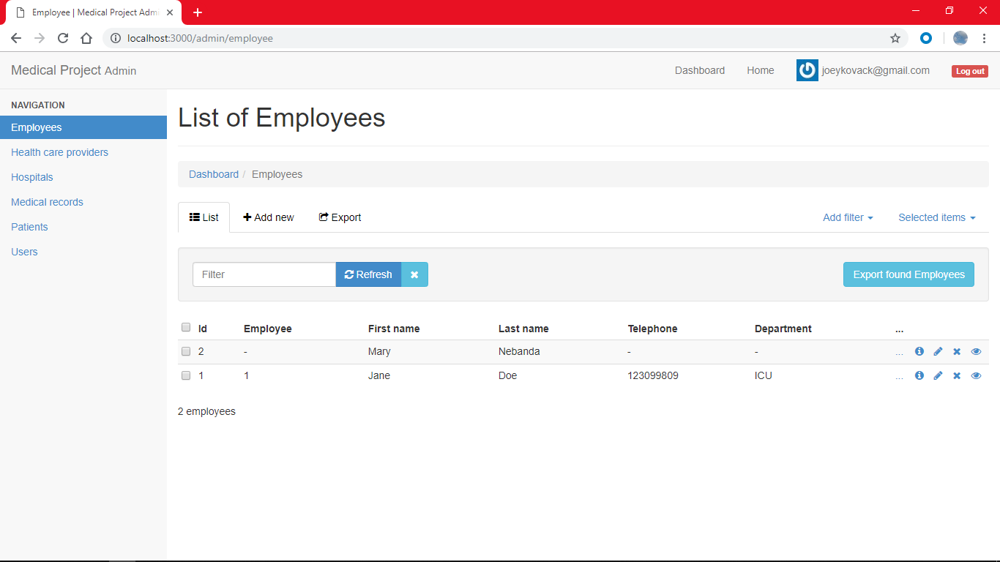 Employee | Medical Project Admi
localhost:3000/admin/employee
Medical Project Admin Dashboard Home joeykovack@gmail.com Log out
NAVIGATION
Employees
Health care providers
Hospitals
Medical records
Patients
Users
List of Employees
Dashboard / Employees
List Add new Export Add filter Selected items
Filter Refresh Export found Employees
Id Employee First name Last name Telephone Department ...
2 - Mary Nebanda - - ...
1 1 Jane Doe 123099809 ICU ...
2 employees